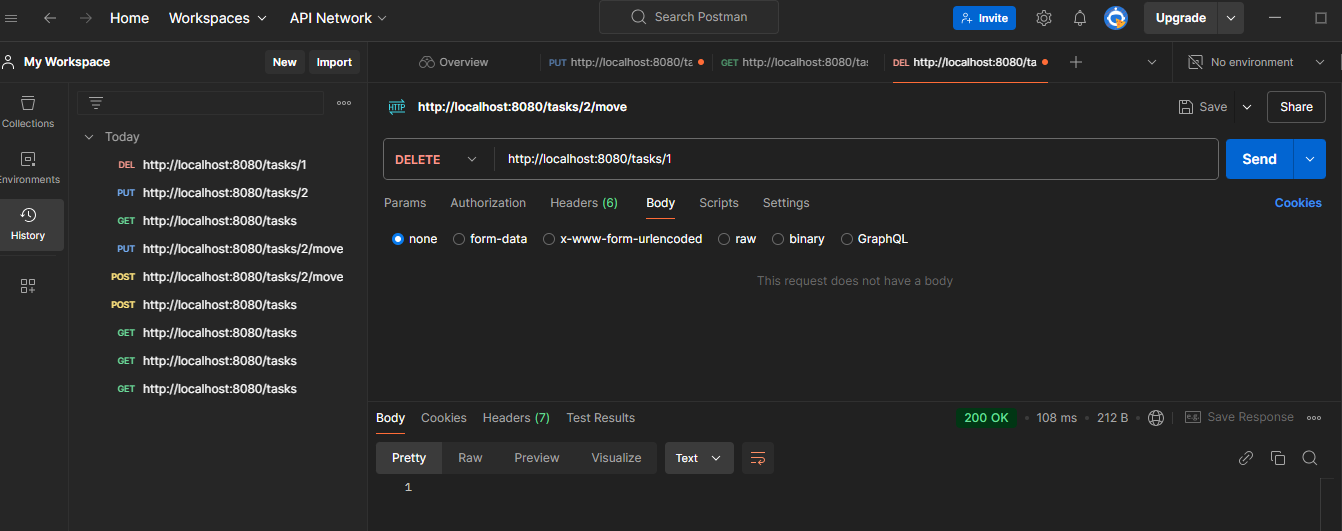 Home Workspaces API Network Search Postman Invite Upgrade
My Workspace New Import
Overview PUT http://localhost:8080/ta GET http://localhost:8080/tas DEL http://localhost:8080/ta No environment
Collections
Environments
History
Today
DEL http://localhost:8080/tasks/1
PUT http://localhost:8080/tasks/2
GET http://localhost:8080/tasks
PUT http://localhost:8080/tasks/2/move
POST http://localhost:8080/tasks/2/move
POST http://localhost:8080/tasks
GET http://localhost:8080/tasks
GET http://localhost:8080/tasks
GET http://localhost:8080/tasks
HTTP http://localhost:8080/tasks/2/move Save Share
DELETE http://localhost:8080/tasks/1 Send
Params Authorization Headers (6) Body Scripts Settings Cookies
none form-data x-www-form-urlencoded raw binary GraphQL
This request does not have a body
Body Cookies Headers (7) Test Results 200 OK 108 ms 212 B e.g. Save Response
Pretty Raw Preview Visualize Text
1